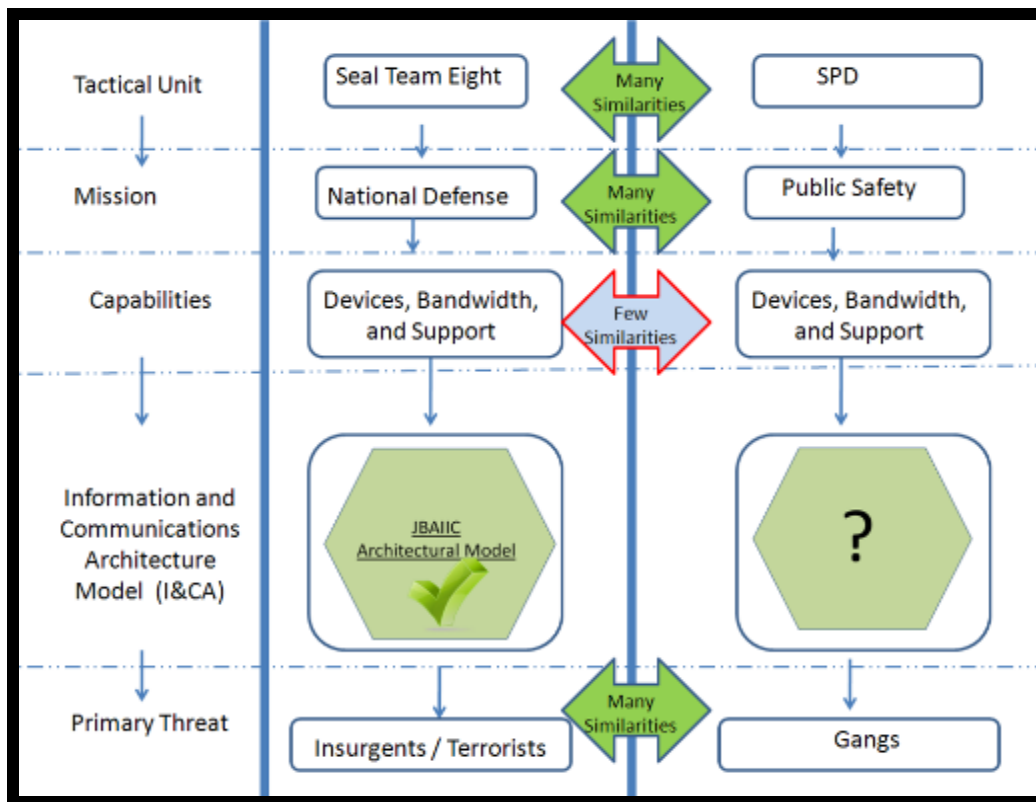 Tactical Unit
Seal Team Eight
Many
Similarities
SPD
Mission
National Defense
Many
Similarities
Public Safety
Capabilities
Devices, Bandwidth,
and Support
Few
Similarities
Devices, Bandwidth,
and Support
Information and
Communications
Architecture
Model (I&CA)
JBAIIC
Architectural Model
?
Primary Threat
Insurgents / Terrorists
Many
Similarities
Gangs